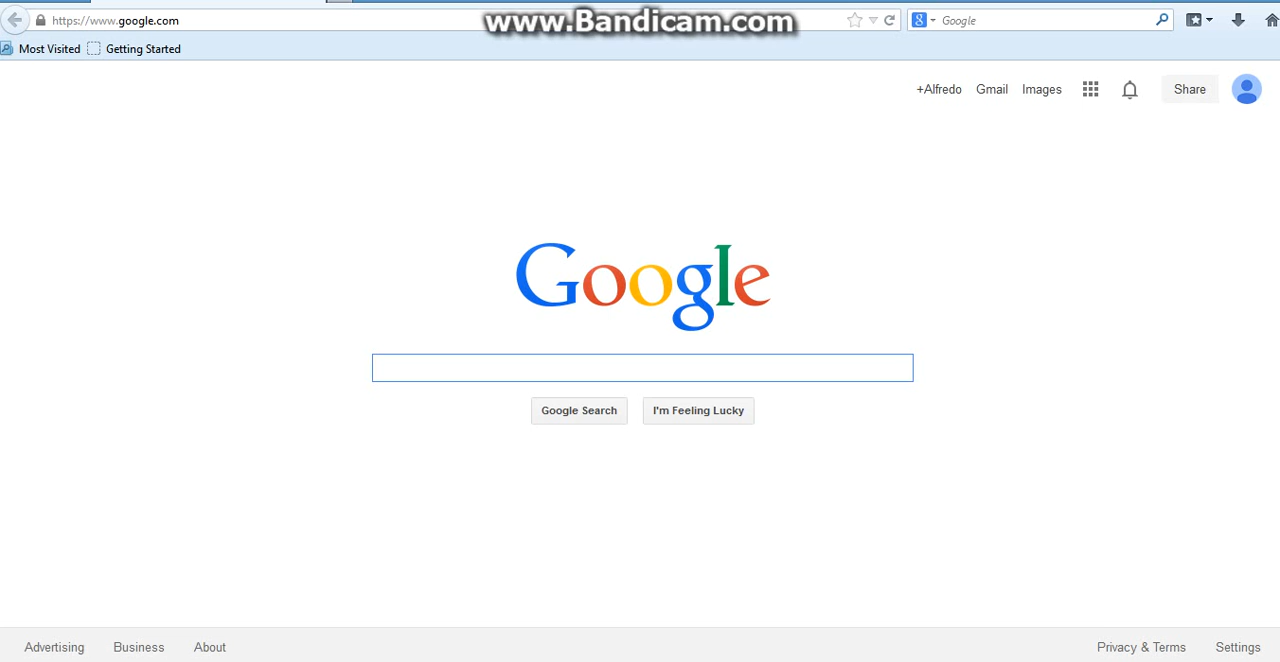 https://www.google.com
www.Bandicam.com
Google
Most Visited
Getting Started
+Alfredo
Gmail
Images
Share
Google
Google Search
I'm Feeling Lucky
Advertising
Business
About
Privacy & Terms
Settings